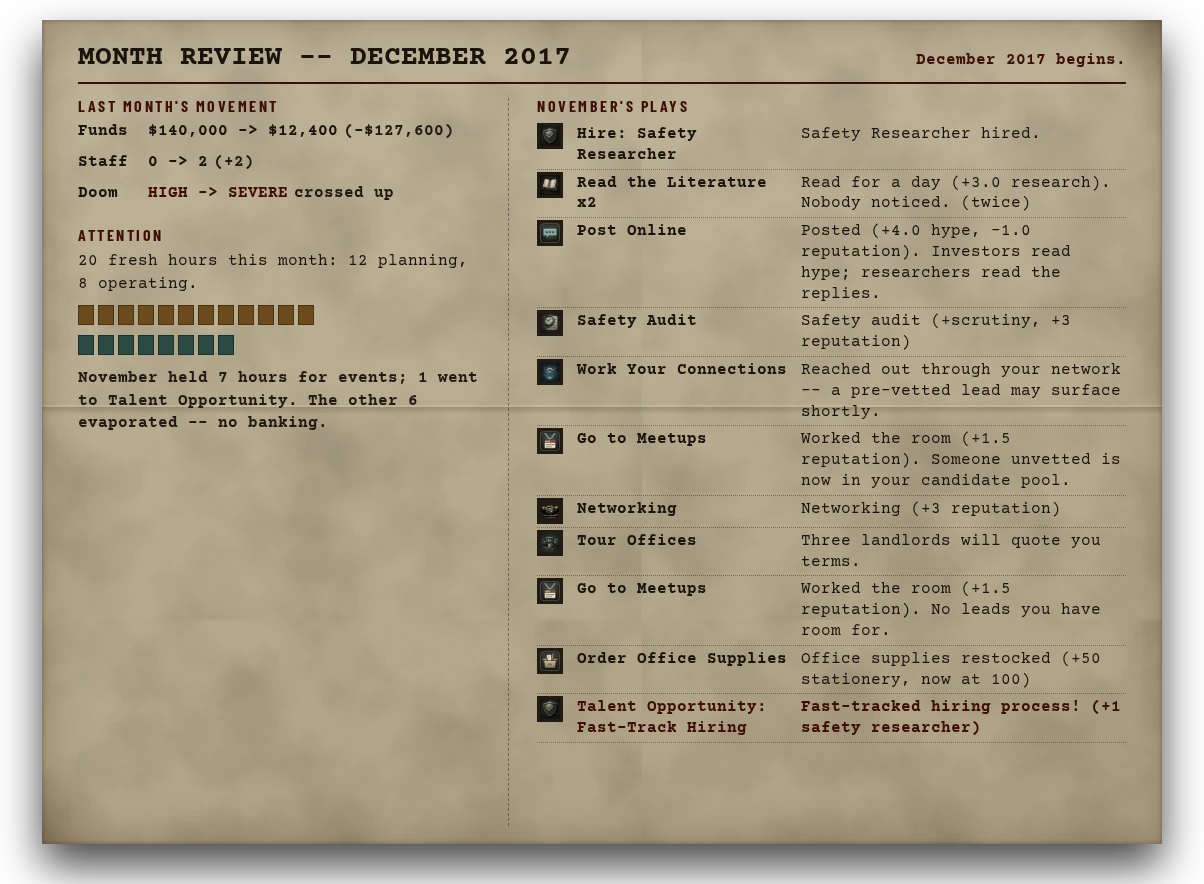 MONTH REVIEW -- DECEMBER 2017
December 2017 begins.
LAST MONTH'S MOVEMENT
Funds $140,000 -> $12,400 (-$127,600)
Staff 0 -> 2 (+2)
Doom HIGH -> SEVERE crossed up
ATTENTION
20 fresh hours this month: 12 planning,
8 operating.
November held 7 hours for events; 1 went
to Talent Opportunity. The other 6
evaporated -- no banking.
NOVEMBER'S PLAYS
Hire: Safety
Researcher
Safety Researcher hired.
Read the Literature
x2
Read for a day (+3.0 research).
Nobody noticed. (twice)
Post Online
Posted (+4.0 hype, -1.0
reputation). Investors read
hype; researchers read the
replies.
Safety Audit
Safety audit (+scrutiny, +3
reputation)
Work Your Connections
Reached out through your network
-- a pre-vetted lead may surface
shortly.
Go to Meetups
Worked the room (+1.5
reputation). Someone unvetted is
now in your candidate pool.
Networking
Networking (+3 reputation)
Tour Offices
Three landlords will quote you
terms.
Go to Meetups
Worked the room (+1.5
reputation). No leads you have
room for.
Order Office Supplies
Office supplies restocked (+50
stationery, now at 100)
Talent Opportunity:
Fast-Track Hiring
Fast-tracked hiring process! (+1
safety researcher)